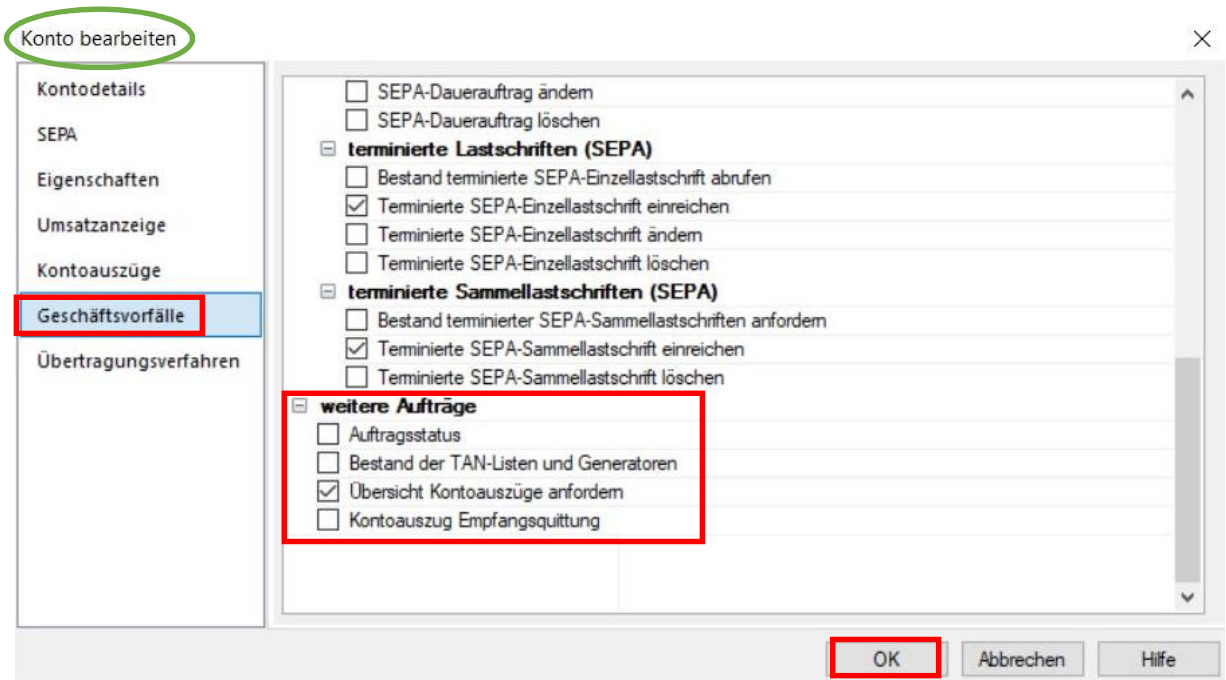 Konto bearbeiten
Kontodetails
SEPA
Eigenschaften
Umsatzanzeige
Kontoauszüge
Geschäftsvorfälle
Übertragungsverfahren
SEPA-Dauerauftrag ändern
SEPA-Dauerauftrag löschen
terminierte Lastschriften (SEPA)
Bestand terminierte SEPA-Einzellastschrift abrufen
Terminierte SEPA-Einzellastschrift einreichen
Terminierte SEPA-Einzellastschrift ändern
Terminierte SEPA-Einzellastschrift löschen
terminierte Sammellastschriften (SEPA)
Bestand terminierter SEPA-Sammellastschriften anfordern
Terminierte SEPA-Sammellastschrift einreichen
Terminierte SEPA-Sammellastschrift löschen
weitere Aufträge
Auftragsstatus
Bestand der TAN-Listen und Generatoren
Übersicht Kontoauszüge anfordern
Kontoauszug Empfangsquittung
OK
Abbrechen
Hilfe